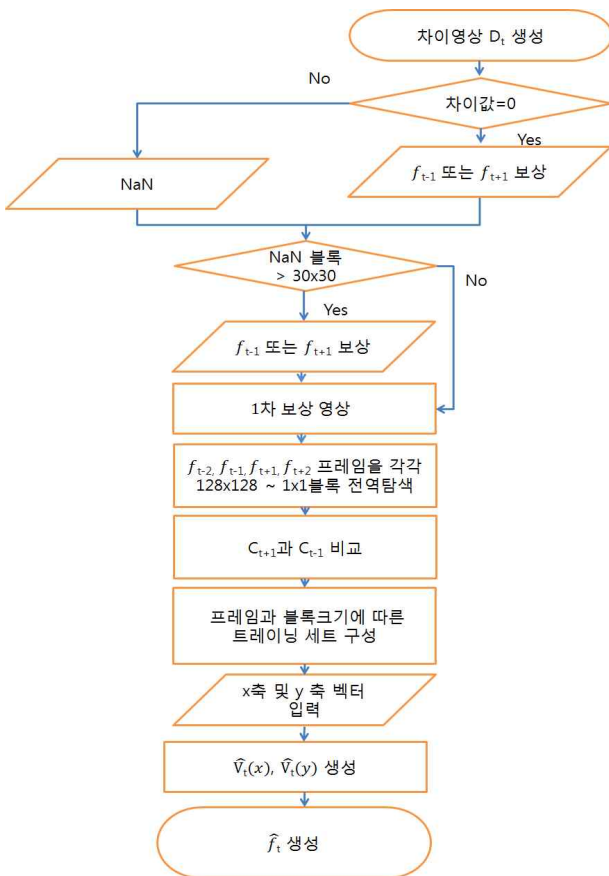 차이영상 Dt 생성
No
차이값=0
Yes
NaN
ft-1 또는 ft+1 보상
NaN 블록
> 30x30
No
Yes
ft-1 또는 ft+1 보상
1차 보상 영상
ft-2, ft-1, ft+1, ft+2 프레임을 각각
128x128 ~ 1x1블록 전역탐색
Ct+1과 Ct-1 비교
프레임과 블록크기에 따른
트레이닝 세트 구성
x축 및 y 축 벡터
입력
V̂t(x), V̂t(y) 생성
f̂t 생성